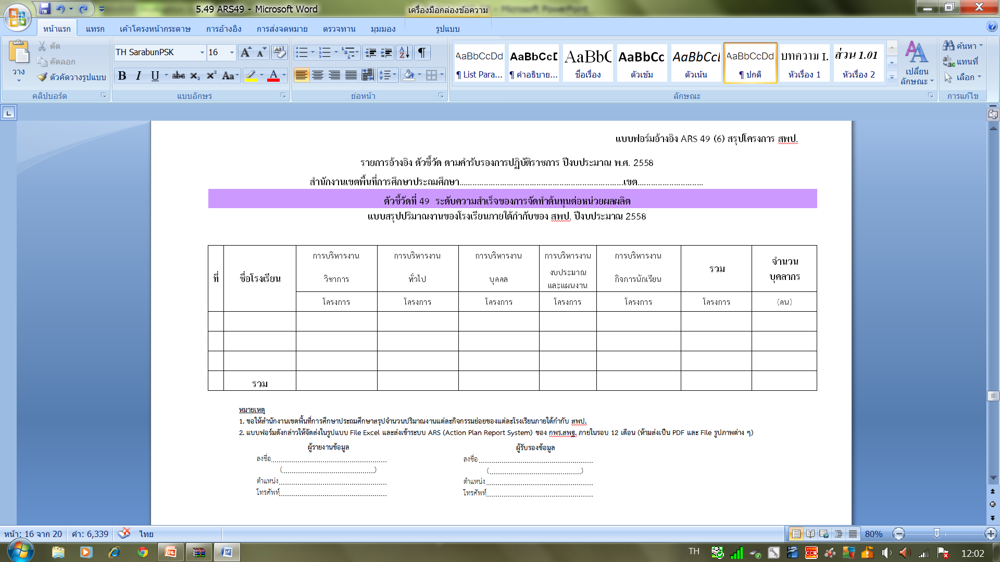 5.49 ARS49 - Microsoft Word
เครื่องมือกล่องข้อความ
หน้าแรก แทรก เค้าโครงหน้ากระดาษ การอ้างอิง การส่งจดหมาย ตรวจทาน มุมมอง รูปแบบ
วาง
ตัด
คัดลอก
ตัวคัดวางรูปแบบ
คลิปบอร์ด
TH SarabunPSK 16
แบบอักษร
ย่อหน้า
AaBbCcDd AaBbCcD AaBbC AaBbCc AaBbCcL AaBbCcDd บทความ I. ส่วน 1.01
¶ List Para... ¶ คำอธิบาย... ชื่อเรื่อง ตัวเข้ม ตัวเน้น ¶ ปกติ หัวเรื่อง 1 หัวเรื่อง 2
ลักษณะ
เปลี่ยน
ลักษณะ
ค้นหา
แทนที่
เลือก
การแก้ไข
แบบฟอร์มอ้างอิง ARS 49 (6) สรุปโครงการ สพป.
รายการอ้างอิง ตัวชี้วัด ตามคำรับรองการปฏิบัติราชการ ปีงบประมาณ พ.ศ. 2558
สำนักงานเขตพื้นที่การศึกษาประถมศึกษา................................................................เขต.............................
ตัวชี้วัดที่ 49 ระดับความสำเร็จของการจัดทำต้นทุนต่อหน่วยผลผลิต
แบบสรุปปริมาณงานของโรงเรียนภายใต้กำกับของ สพป. ปีงบประมาณ 2558
ที่ ชื่อโรงเรียน
การบริหารงาน
วิชาการ
การบริหารงาน
ทั่วไป
การบริหารงาน
บุคคล
การบริหารงาน
งบประมาณ
และแผนงาน
การบริหารงาน
กิจการนักเรียน
รวม
จำนวน
บุคลากร
โครงการ โครงการ โครงการ โครงการ โครงการ โครงการ (คน)
รวม
หมายเหตุ
1. ขอให้สำนักงานเขตพื้นที่การศึกษาประถมศึกษาสรุปจำนวนปริมาณงานแต่ละกิจกรรมย่อยของแต่ละโรงเรียนภายใต้กำกับ สพป.
2. แบบฟอร์มดังกล่าวให้จัดส่งในรูปแบบ File Excel และส่งเข้าระบบ ARS (Action Plan Report System) ของ กพร.สพฐ. ภายในรอบ 12 เดือน (ห้ามส่งเป็น PDF และ File รูปภาพต่าง ๆ)
ผู้รายงานข้อมูล
ลงชื่อ..............................................
(........................................)
ตำแหน่ง..............................................
โทรศัพท์..............................................
ผู้รับรองข้อมูล
ลงชื่อ..............................................
(........................................)
ตำแหน่ง..............................................
โทรศัพท์..............................................
หน้า: 16 จาก 20 คำ: 6,339 ไทย 80%
TH 12:02